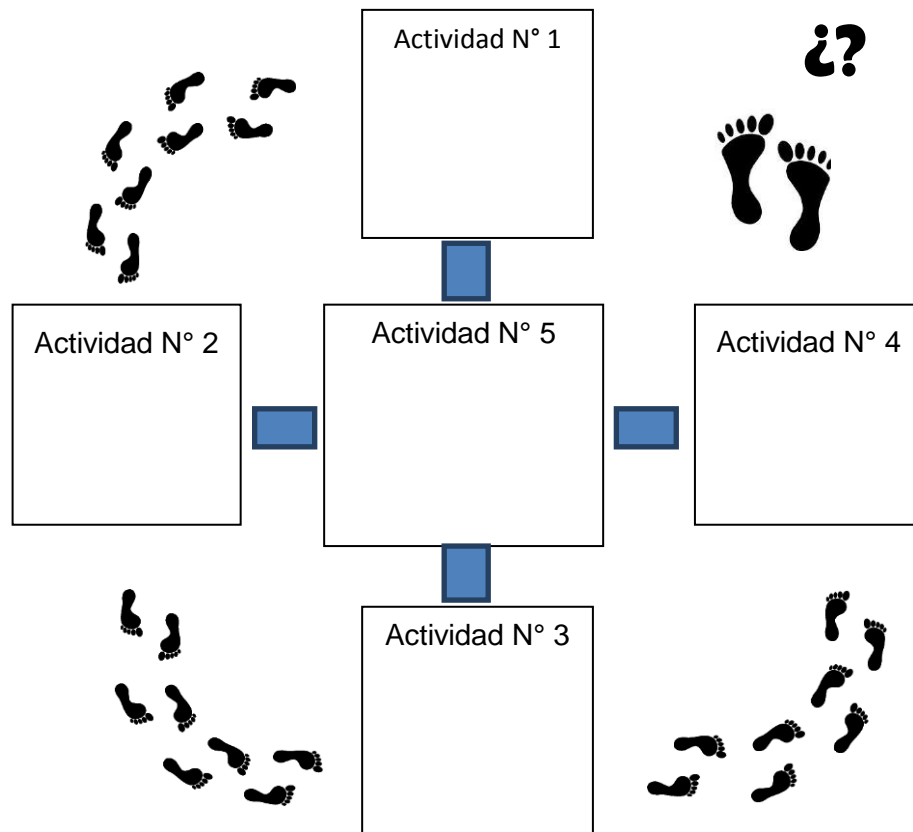 Actividad N° 1
¿?
Actividad N° 2
Actividad N° 5
Actividad N° 4
Actividad N° 3